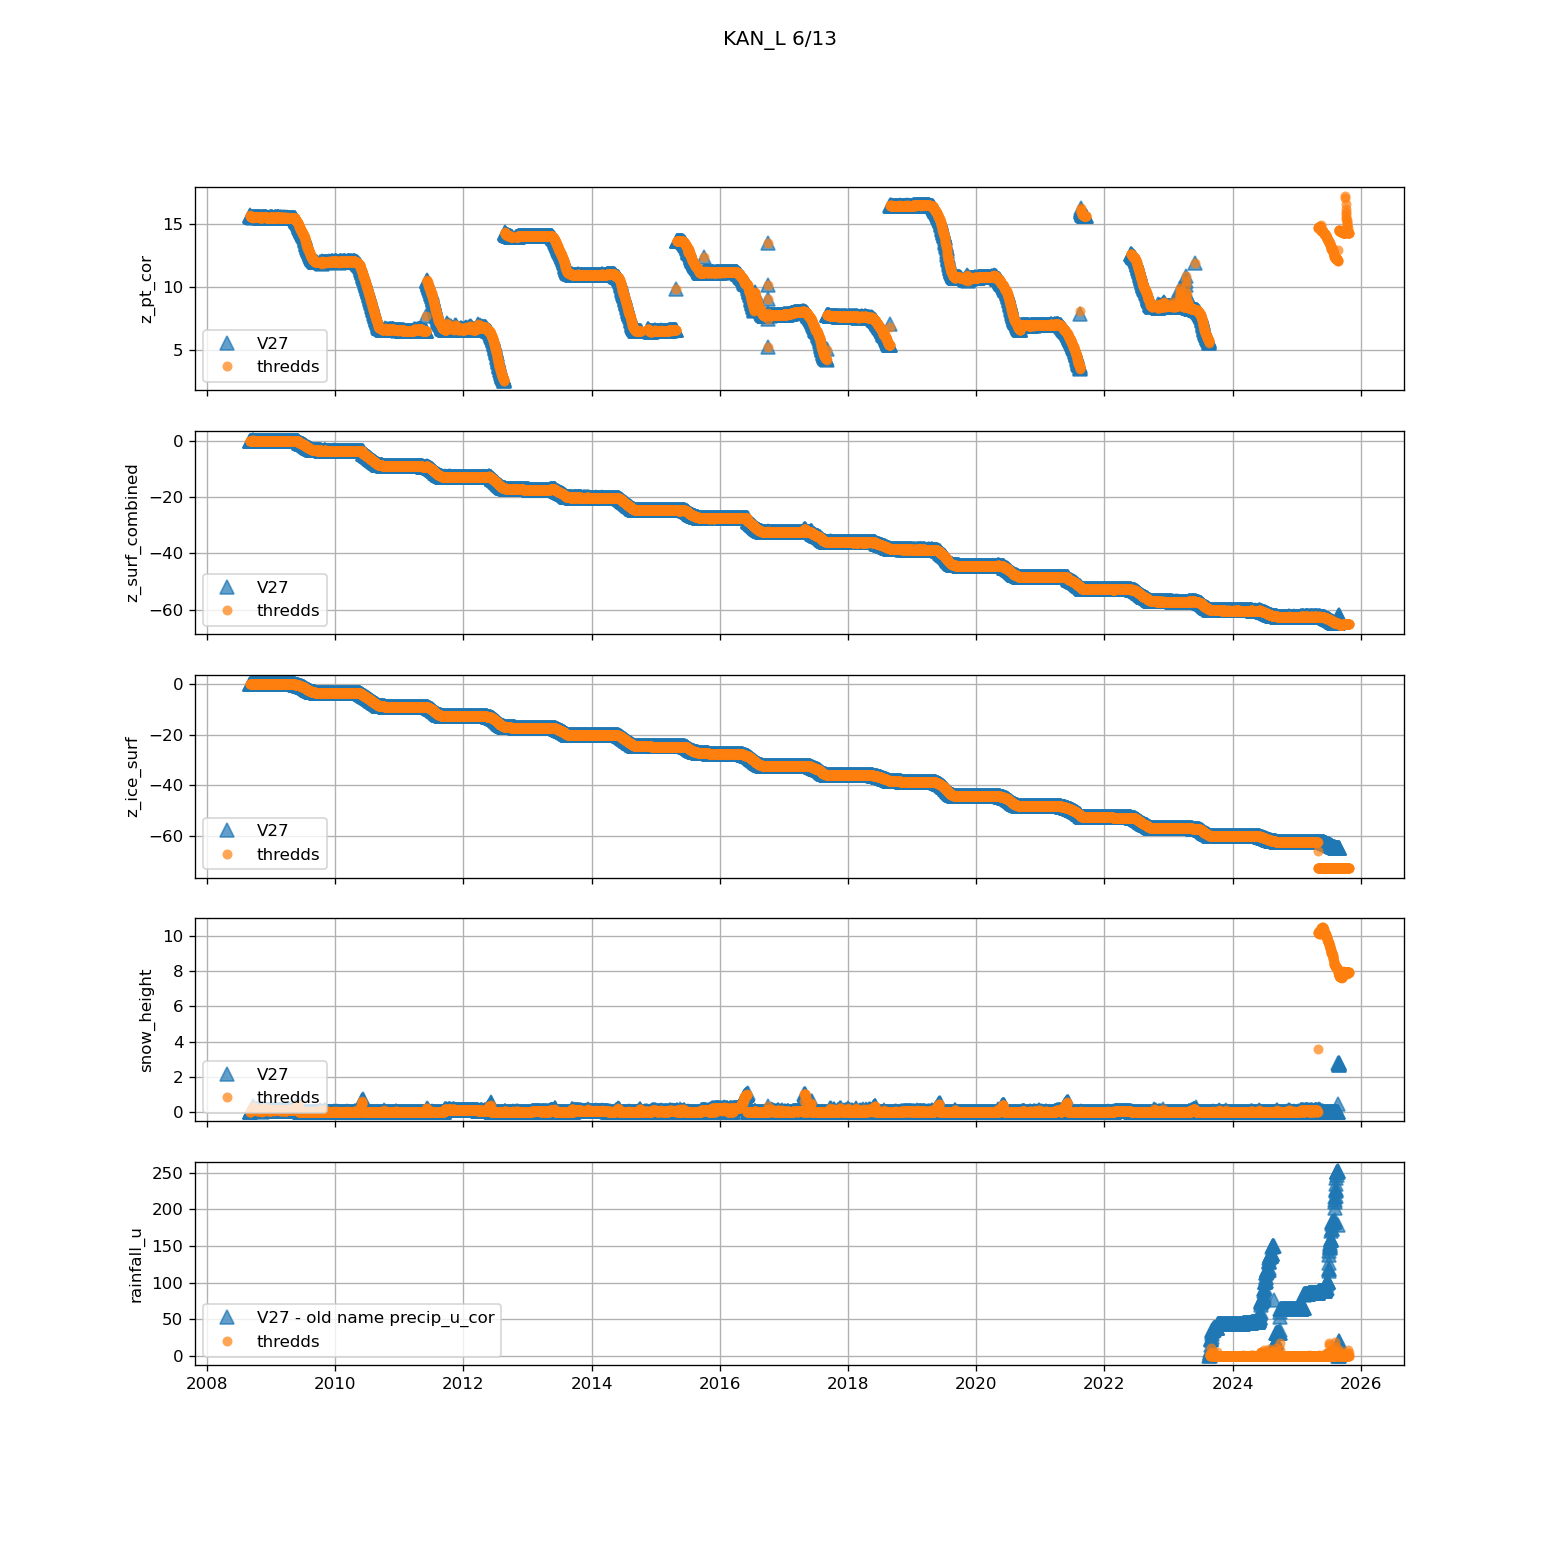 KAN_L 6/13
15
10
5
z_pt_cor
V27
thredds
0
−20
−40
−60
z_surf_combined
V27
thredds
0
−20
−40
−60
z_ice_surf
V27
thredds
10
8
6
4
2
0
snow_height
V27
thredds
250
200
150
100
50
0
rainfall_u
V27 - old name precip_u_cor
thredds
2008 2010 2012 2014 2016 2018 2020 2022 2024 2026